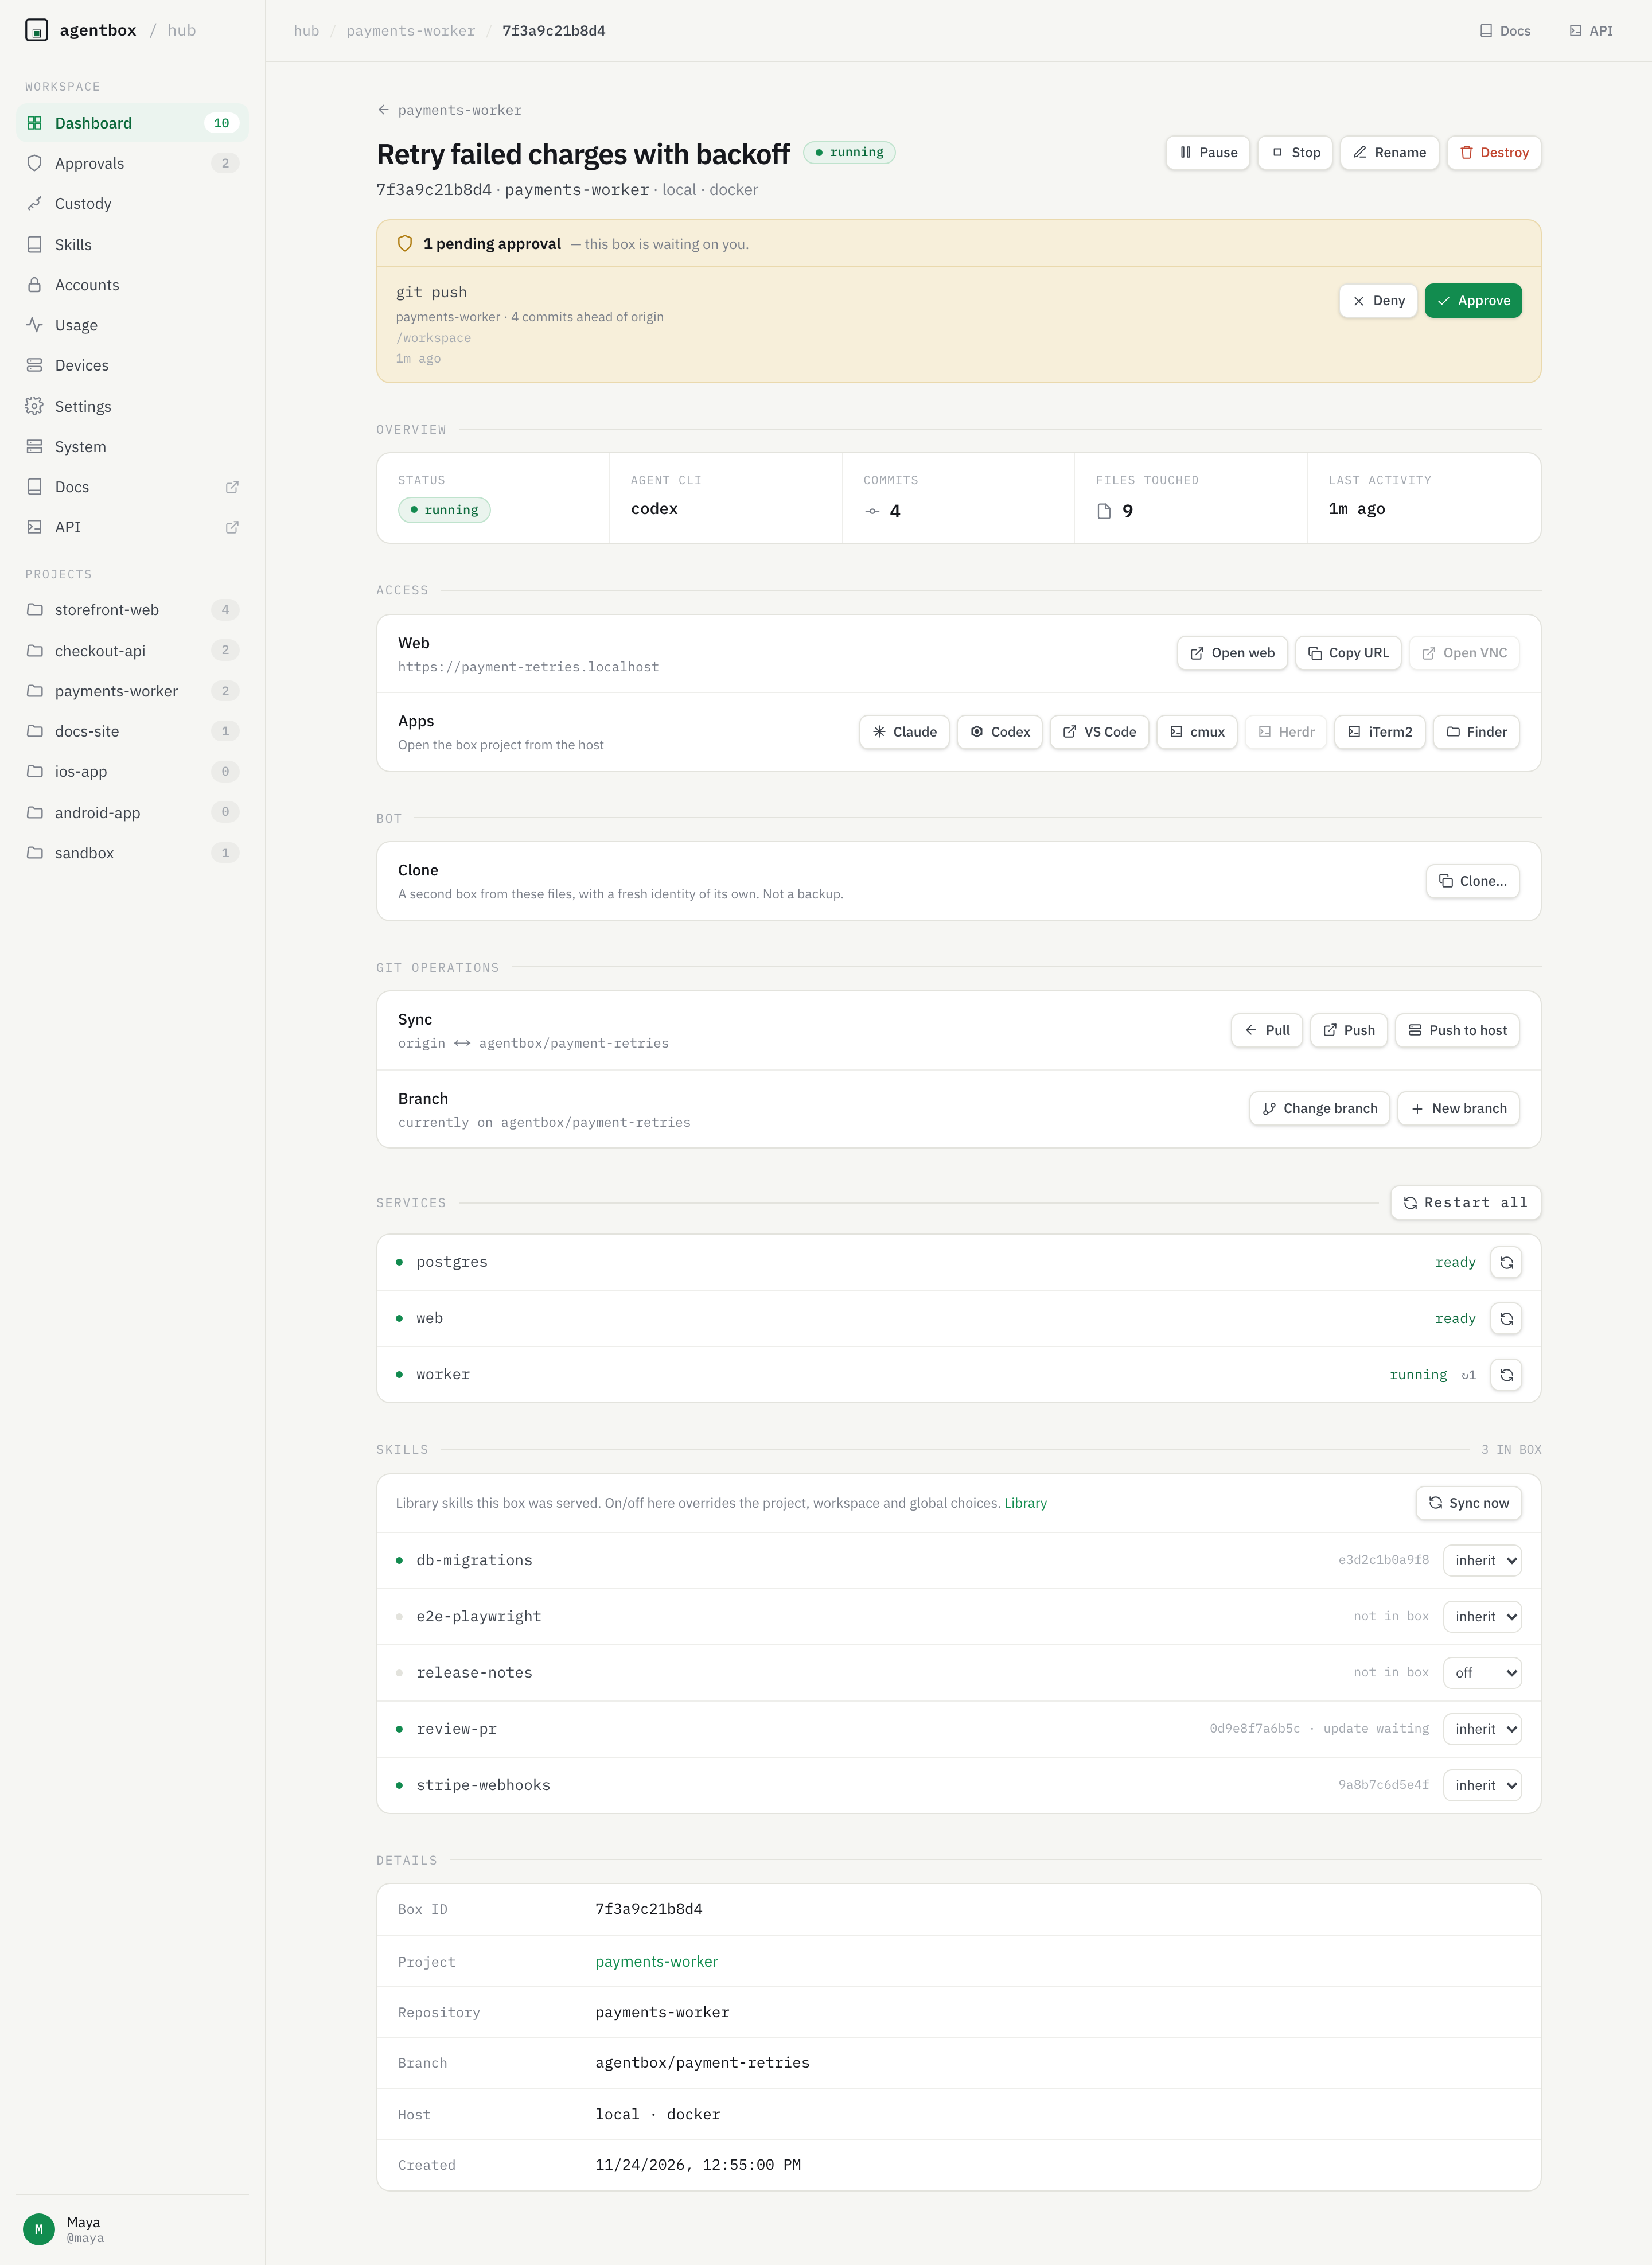 agentbox / hub
WORKSPACE
Dashboard 10
Approvals 2
Custody
Skills
Accounts
Usage
Devices
Settings
System
Docs
API
PROJECTS
storefront-web 4
checkout-api 2
payments-worker 2
docs-site 1
ios-app 0
android-app 0
sandbox 1
M
Maya
@maya
hub / payments-worker / 7f3a9c21b8d4
Docs API
← payments-worker
Retry failed charges with backoff running
Pause Stop Rename Destroy
7f3a9c21b8d4 · payments-worker · local · docker
1 pending approval — this box is waiting on you.
git push
payments-worker · 4 commits ahead of origin
/workspace
1m ago
Deny Approve
OVERVIEW
STATUS AGENT CLI COMMITS FILES TOUCHED LAST ACTIVITY
running codex 4 9 1m ago
ACCESS
Web
https://payment-retries.localhost
Open web Copy URL Open VNC
Apps
Open the box project from the host
Claude Codex VS Code cmux Herdr iTerm2 Finder
BOT
Clone
A second box from these files, with a fresh identity of its own. Not a backup.
Clone...
GIT OPERATIONS
Sync
origin ↔ agentbox/payment-retries
Pull Push Push to host
Branch
currently on agentbox/payment-retries
Change branch New branch
SERVICES Restart all
postgres ready
web ready
worker running ↻1
SKILLS 3 IN BOX
Library skills this box was served. On/off here overrides the project, workspace and global choices. Library
Sync now
db-migrations e3d2c1b0a9f8 inherit
e2e-playwright not in box inherit
release-notes not in box off
review-pr 0d9e8f7a6b5c · update waiting inherit
stripe-webhooks 9a8b7c6d5e4f inherit
DETAILS
Box ID 7f3a9c21b8d4
Project payments-worker
Repository payments-worker
Branch agentbox/payment-retries
Host local · docker
Created 11/24/2026, 12:55:00 PM